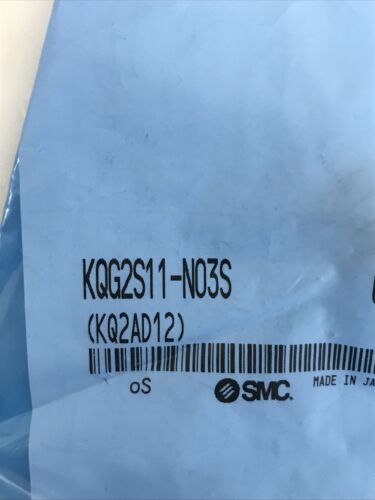 KQG2S11-N03S
(KQ2AD12)
oS SMC. MADE IN JA